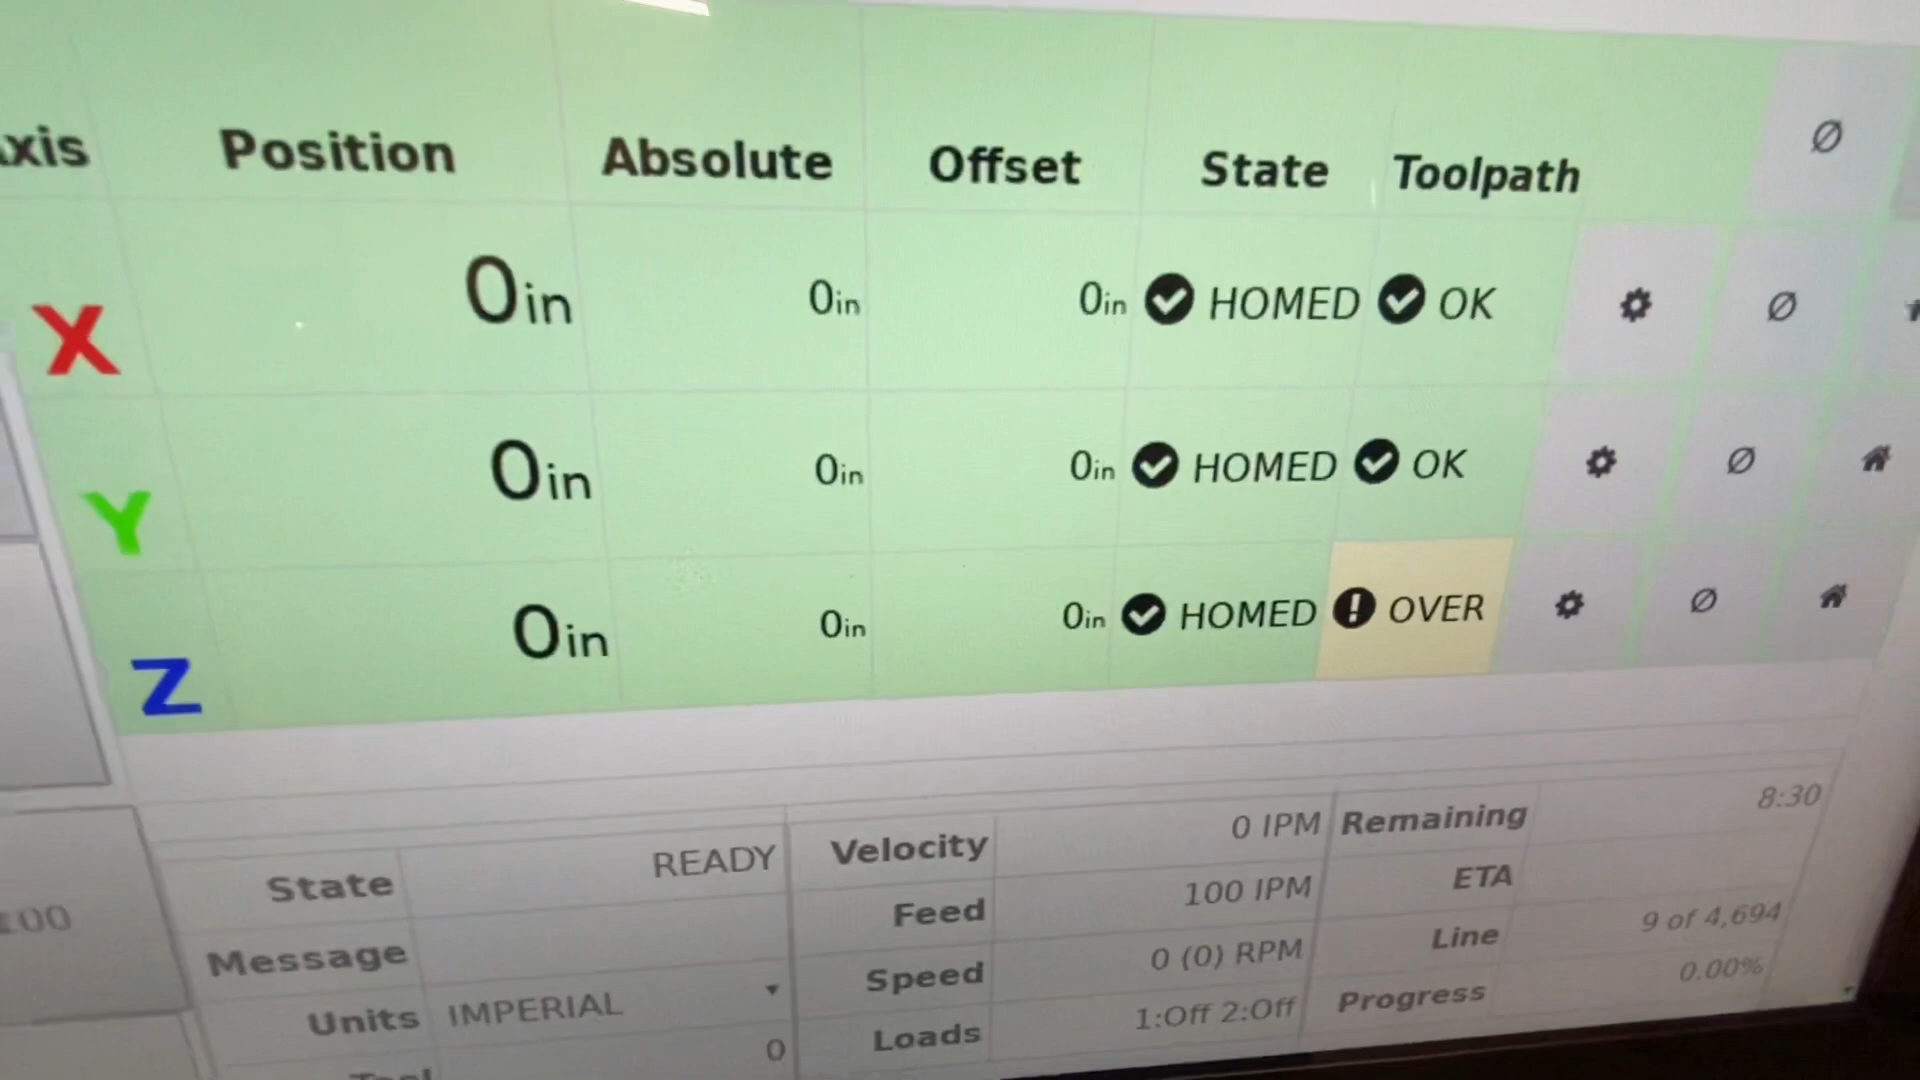 xis Position Absolute Offset State Toolpath Ø
X 0in 0in 0in HOMED OK Ø
Y 0in 0in 0in HOMED OK Ø
Z 0in 0in 0in HOMED OVER Ø
State READY Velocity 0 IPM Remaining 8:30
Message Feed 100 IPM ETA
Units IMPERIAL Speed 0 (0) RPM Line 9 of 4,694
0 Loads 1:Off 2:Off Progress 0.00%